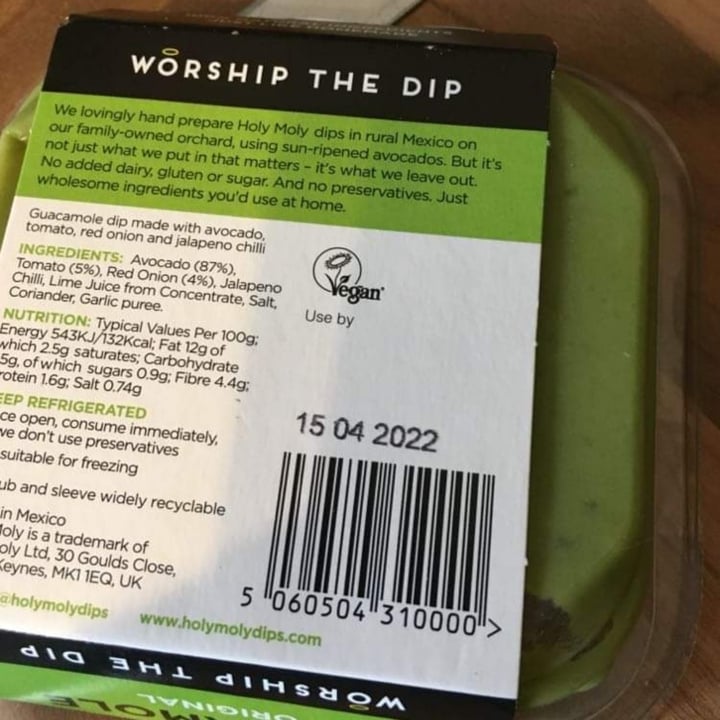 WORSHIP THE DIP
We lovingly hand prepare Holy Moly dips in rural Mexico on
our family-owned orchard, using sun-ripened avocados. But it's
not just what we put in that matters – it's what we leave out.
No added dairy, gluten or sugar. And no preservatives. Just
wholesome ingredients you'd use at home.
Guacamole dip made with avocado,
tomato, red onion and jalapeno chilli
INGREDIENTS: Avocado (87%),
Tomato (5%), Red Onion (4%), Jalapeno
Chilli, Lime Juice from Concentrate, Salt,
Coriander, Garlic puree.
NUTRITION: Typical Values Per 100g;
Energy 543KJ/132Kcal; Fat 12g of
which 2.5g saturates; Carbohydrate
5g, of which sugars 0.9g; Fibre 4.4g;
rotein 1.6g; Salt 0.74g
EEP REFRIGERATED
ce open, consume immediately,
we don't use preservatives
suitable for freezing
ub and sleeve widely recyclable
in Mexico
oly is a trademark of
oly Ltd, 30 Goulds Close,
Keynes, MK1 1EQ, UK
@holymolydips
www.holymolydips.com
Vegan
Use by
15 04 2022
5 060504 310000 >
WORSHIP THE DIP
ORIGINAL
MOLE